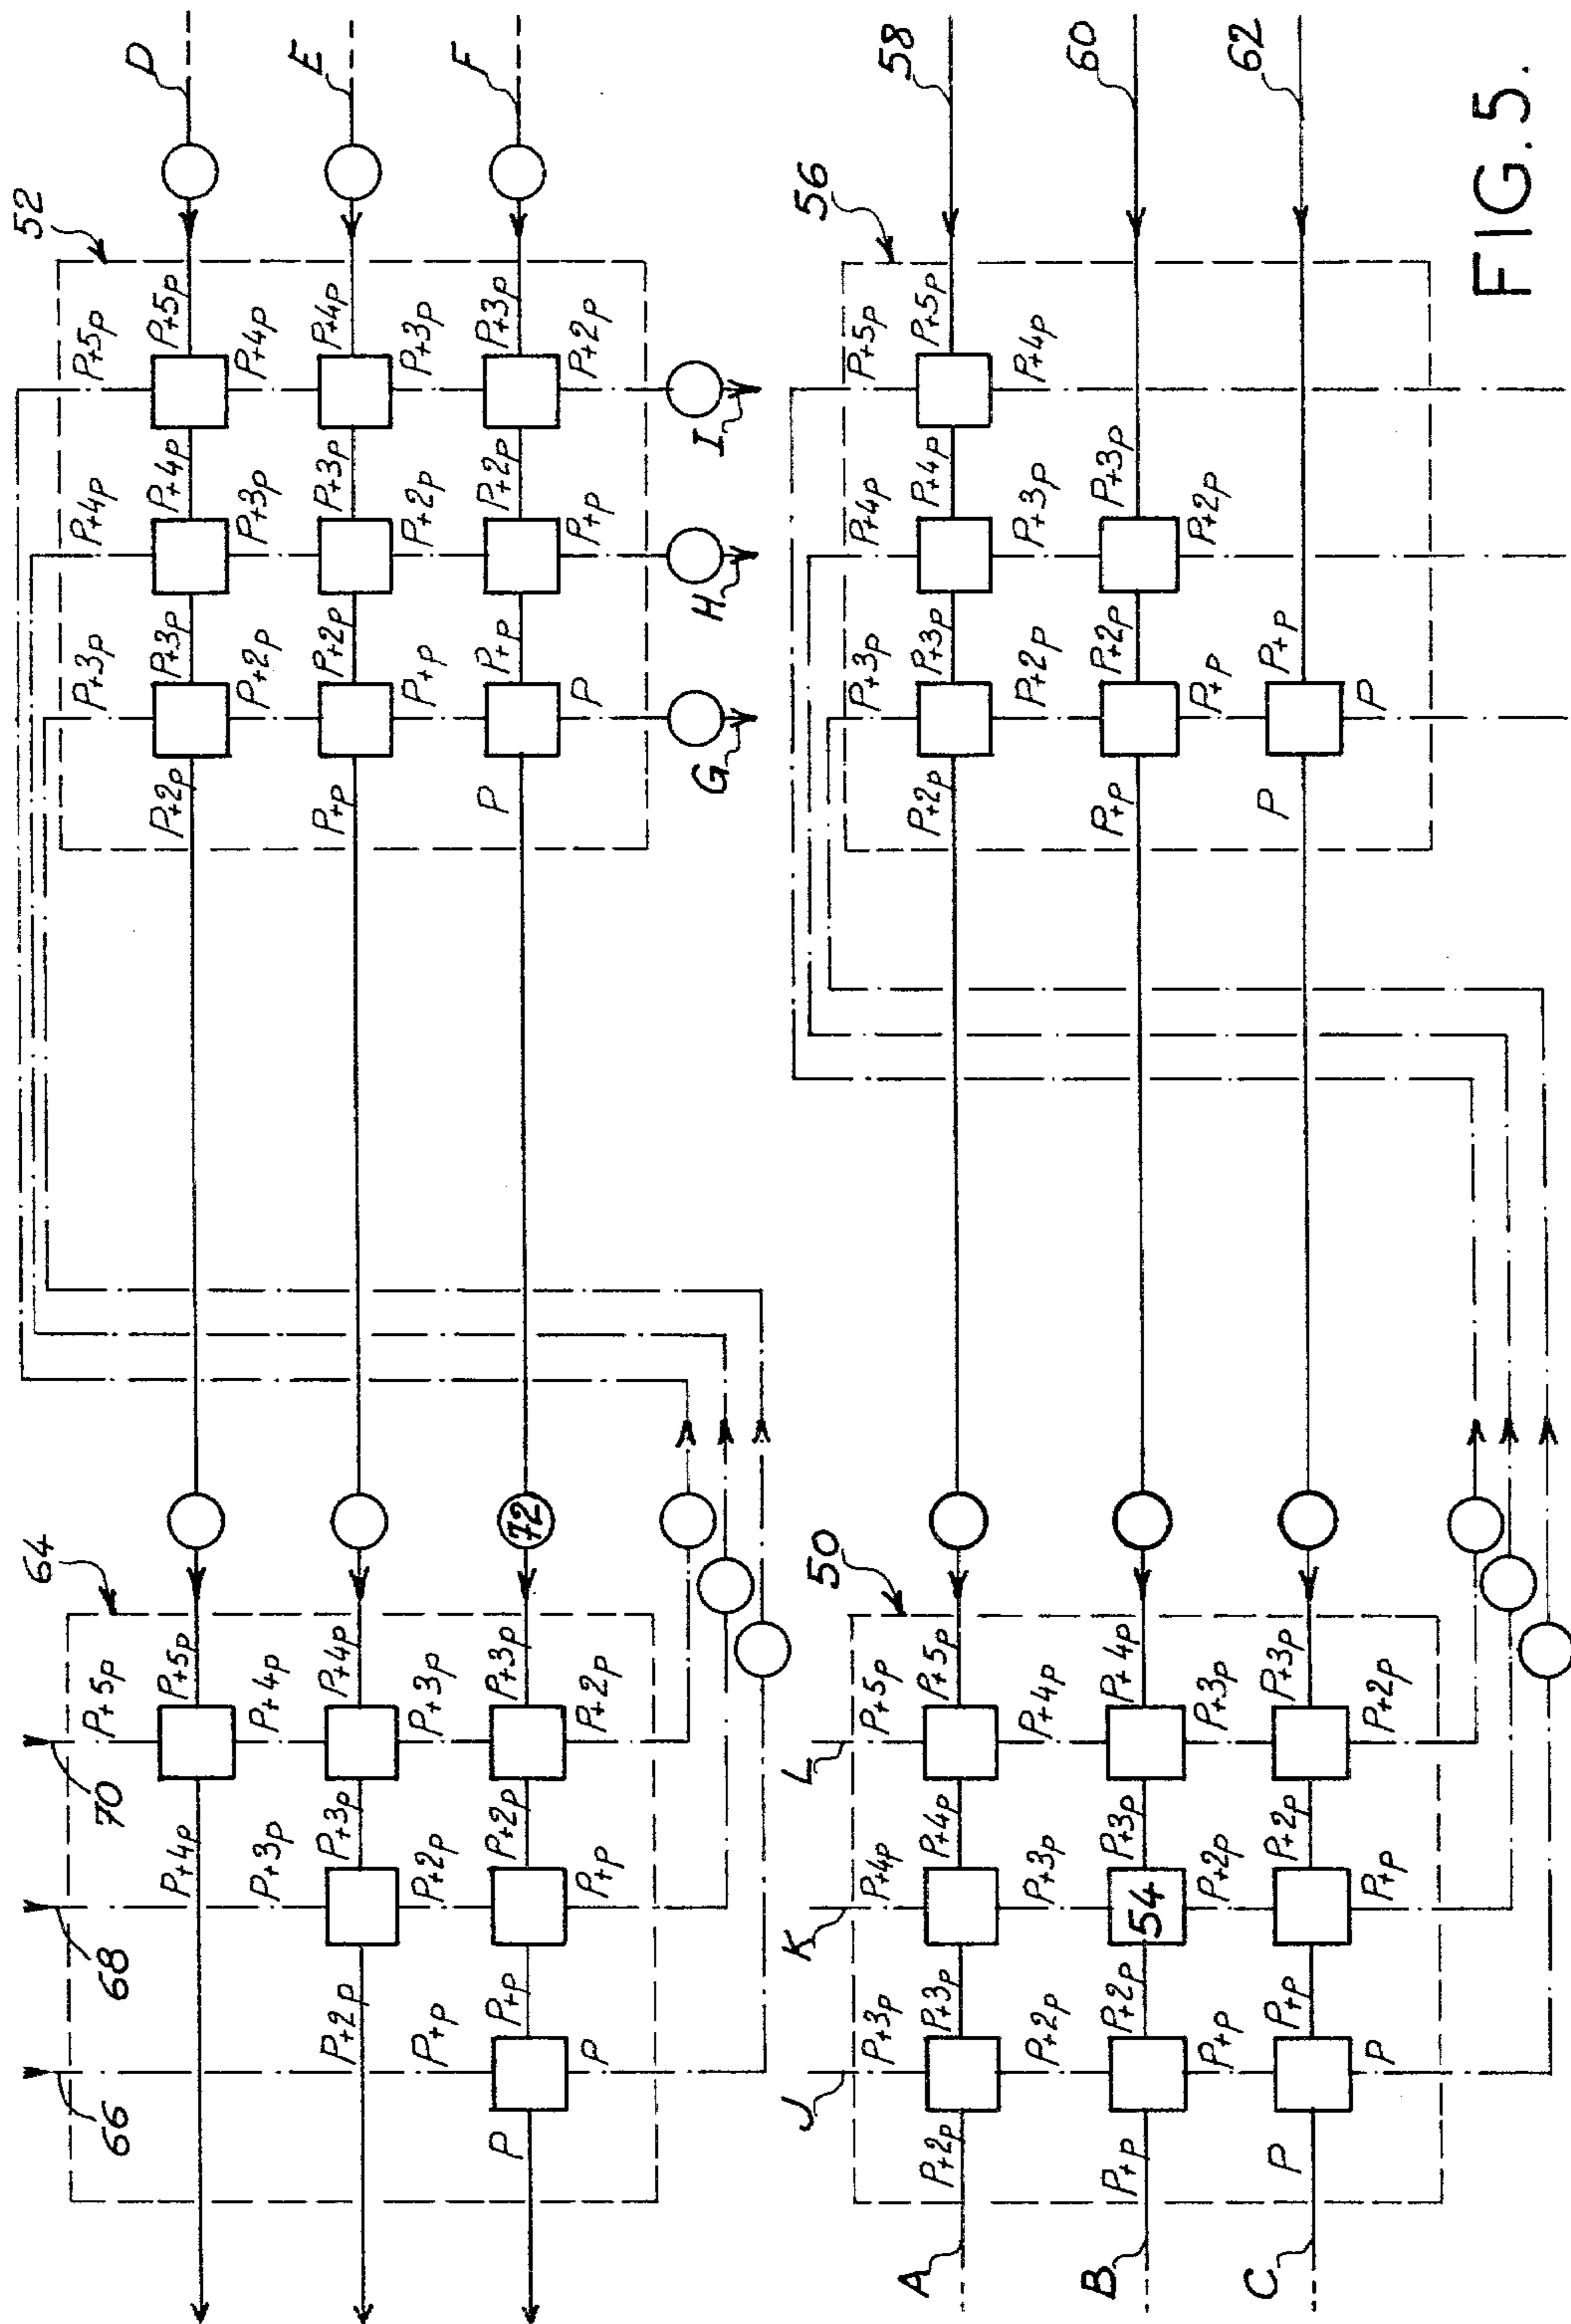 66 68 70 64
P+5p
P+4p P+5p
P+3p P+4p
P+2p P+3p P+4p
P+p P+2p P+3p
P P+p P+2p P+3p 72
P P+p P+2p
52
P+3p P+4p P+5p
P+2p P+3p P+4p P+5p D
P+2p P+3p P+4p
P+p P+2p P+3p P+4p E
P+p P+2p P+3p
P P+p P+2p P+3p F
P P+p P+2p
G H I
J K L 50
P+3p P+4p P+5p
A P+2p P+3p P+4p P+5p
P+2p P+3p P+4p
B P+p P+2p 54 P+3p P+4p
P+p P+2p P+3p
C P P+p P+2p P+3p
P P+p P+2p
56
P+3p P+4p P+5p
P+2p P+3p P+4p P+5p 58
P+2p P+3p P+4p
P+p P+2p P+3p 60
P+p P+2p
P P+p 62
P
FIG. 5.